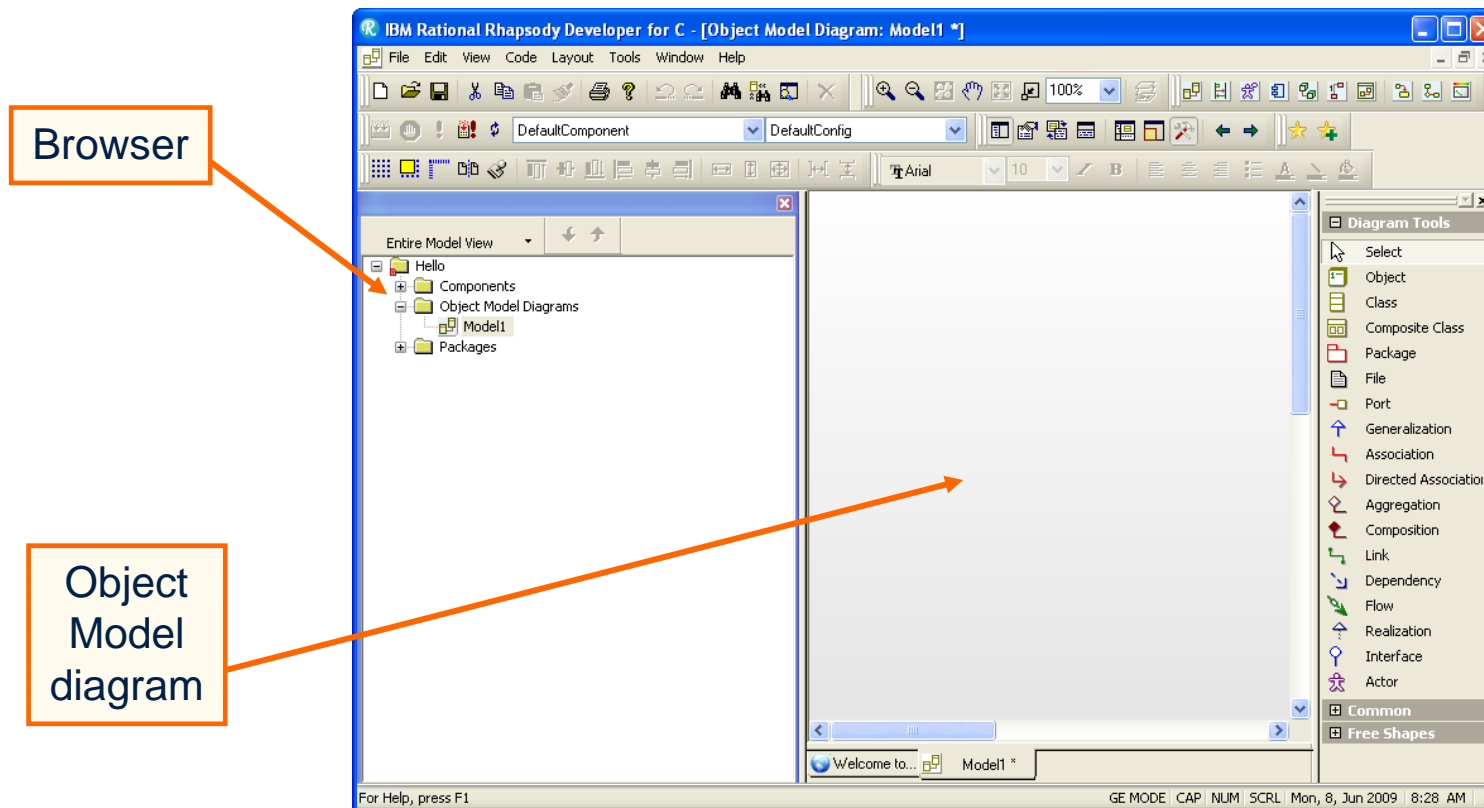 IBM Rational Rhapsody Developer for C - [Object Model Diagram: Model1 *]
File Edit View Code Layout Tools Window Help
100%
DefaultComponent DefaultConfig
Arial 10
Browser
Entire Model View
Hello
Components
Object Model Diagrams
Model1
Packages
Object
Model
diagram
Diagram Tools
Select
Object
Class
Composite Class
Package
File
Port
Generalization
Association
Directed Association
Aggregation
Composition
Link
Dependency
Flow
Realization
Interface
Actor
Common
Free Shapes
Welcome to... Model1 *
For Help, press F1 GE MODE CAP NUM SCRL Mon, 8, Jun 2009 8:28 AM